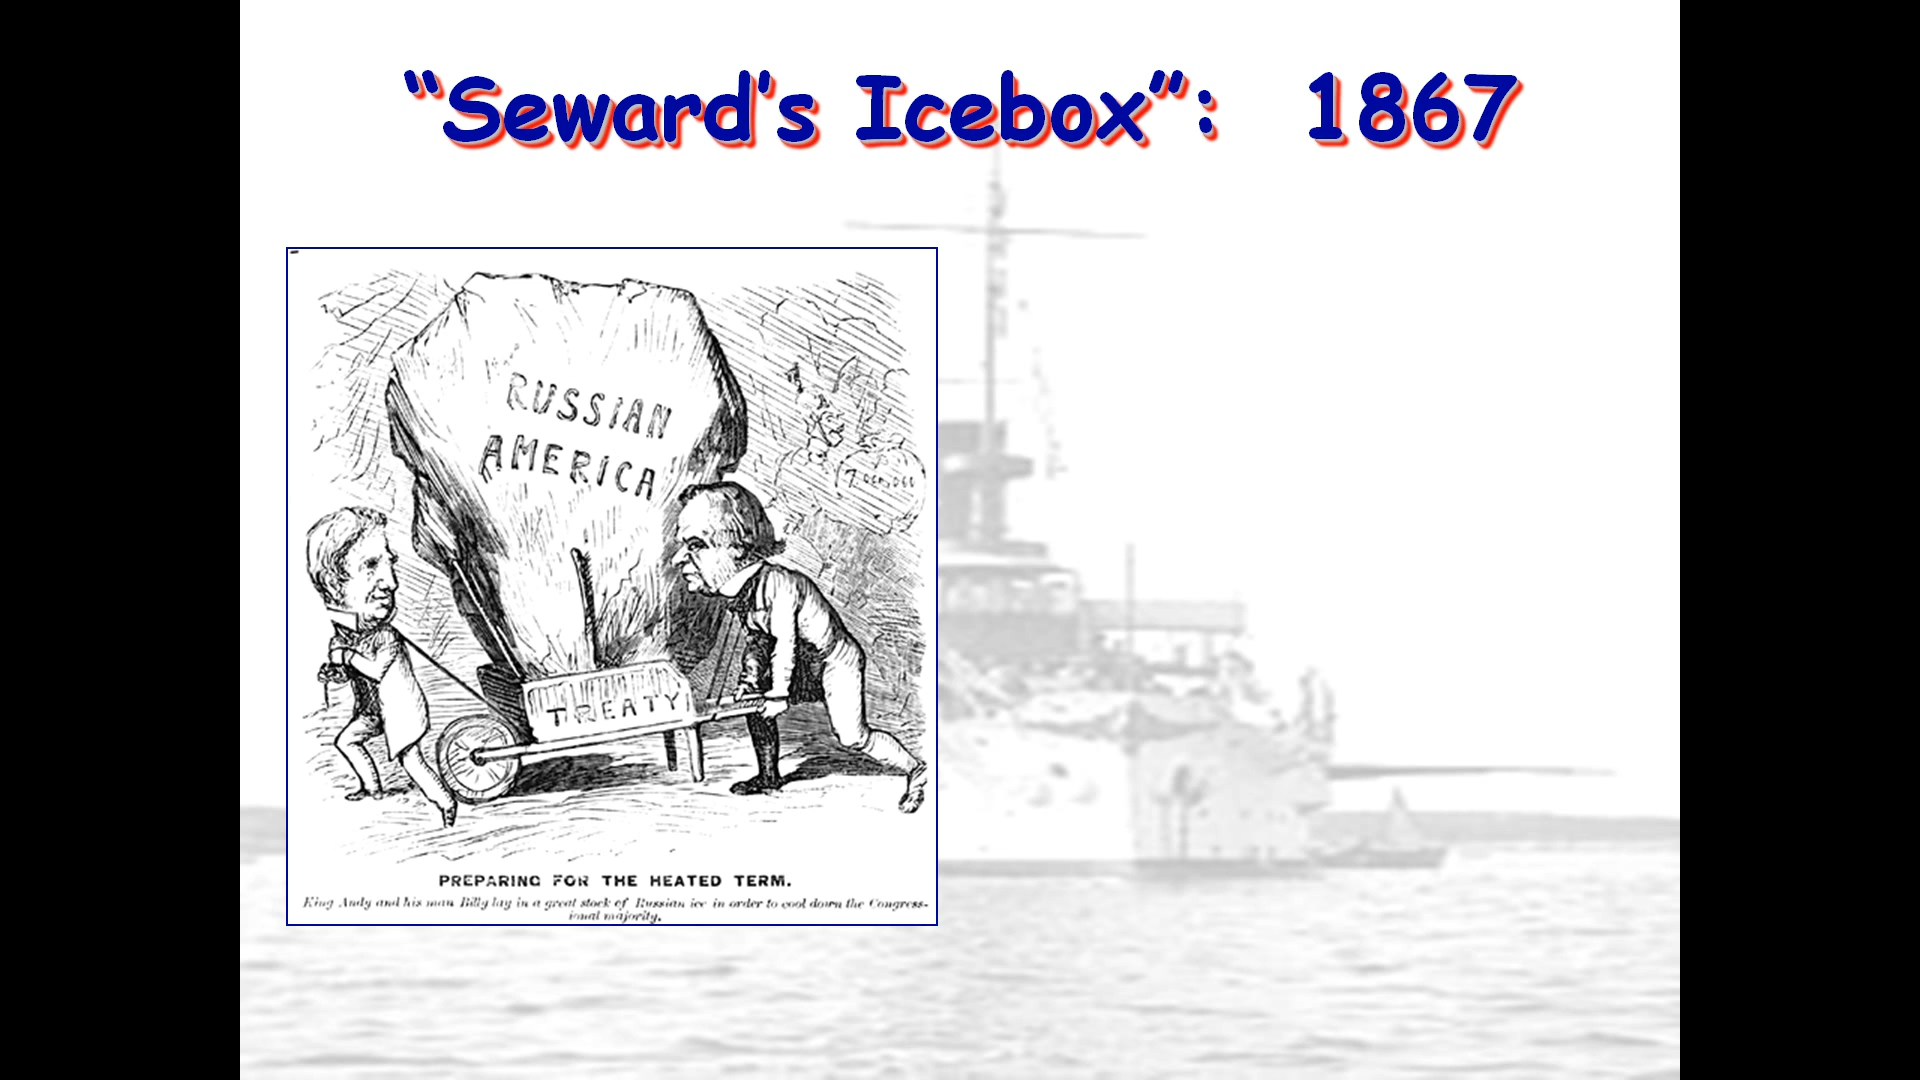 “Seward’s Icebox”: 1867
RUSSIAN
AMERICA
TREATY
PREPARING FOR THE HEATED TERM.
King Andy and his man Billy lay in a great stock of Russian ice in order to cool down the Congress-
ional majority.